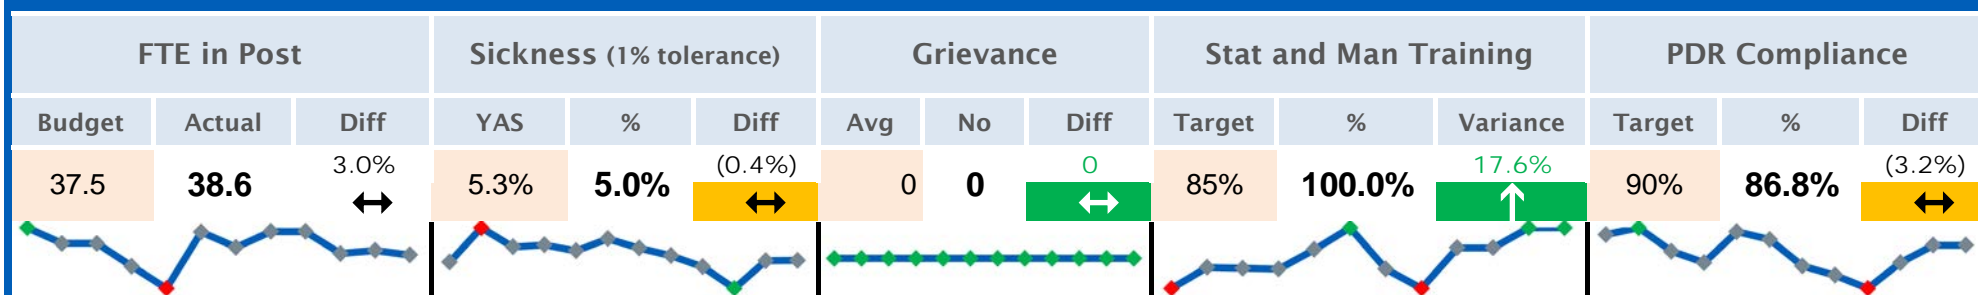 FTE in Post Sickness (1% tolerance) Grievance Stat and Man Training PDR Compliance
Budget Actual Diff YAS % Diff Avg No Diff Target % Variance Target % Diff
3.0% (0.4%) 0 17.6% (3.2%)
37.5 38.6 5.3% 5.0% 0 0 85% 100.0% 90% 86.8%